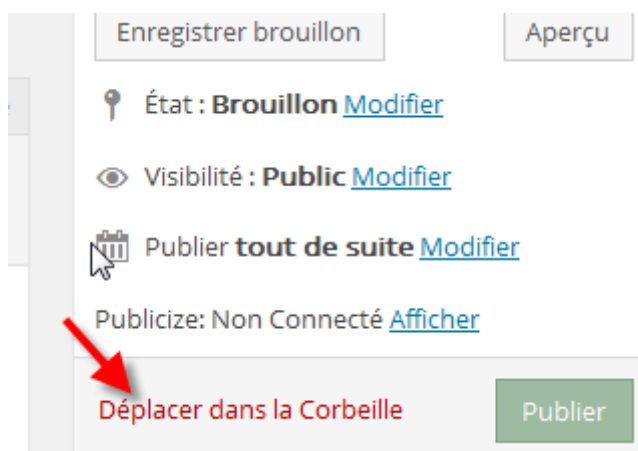 Enregistrer brouillon Aperçu
État : Brouillon Modifier
Visibilité : Public Modifier
Publier tout de suite Modifier
Publicize: Non Connecté Afficher
Déplacer dans la Corbeille Publier